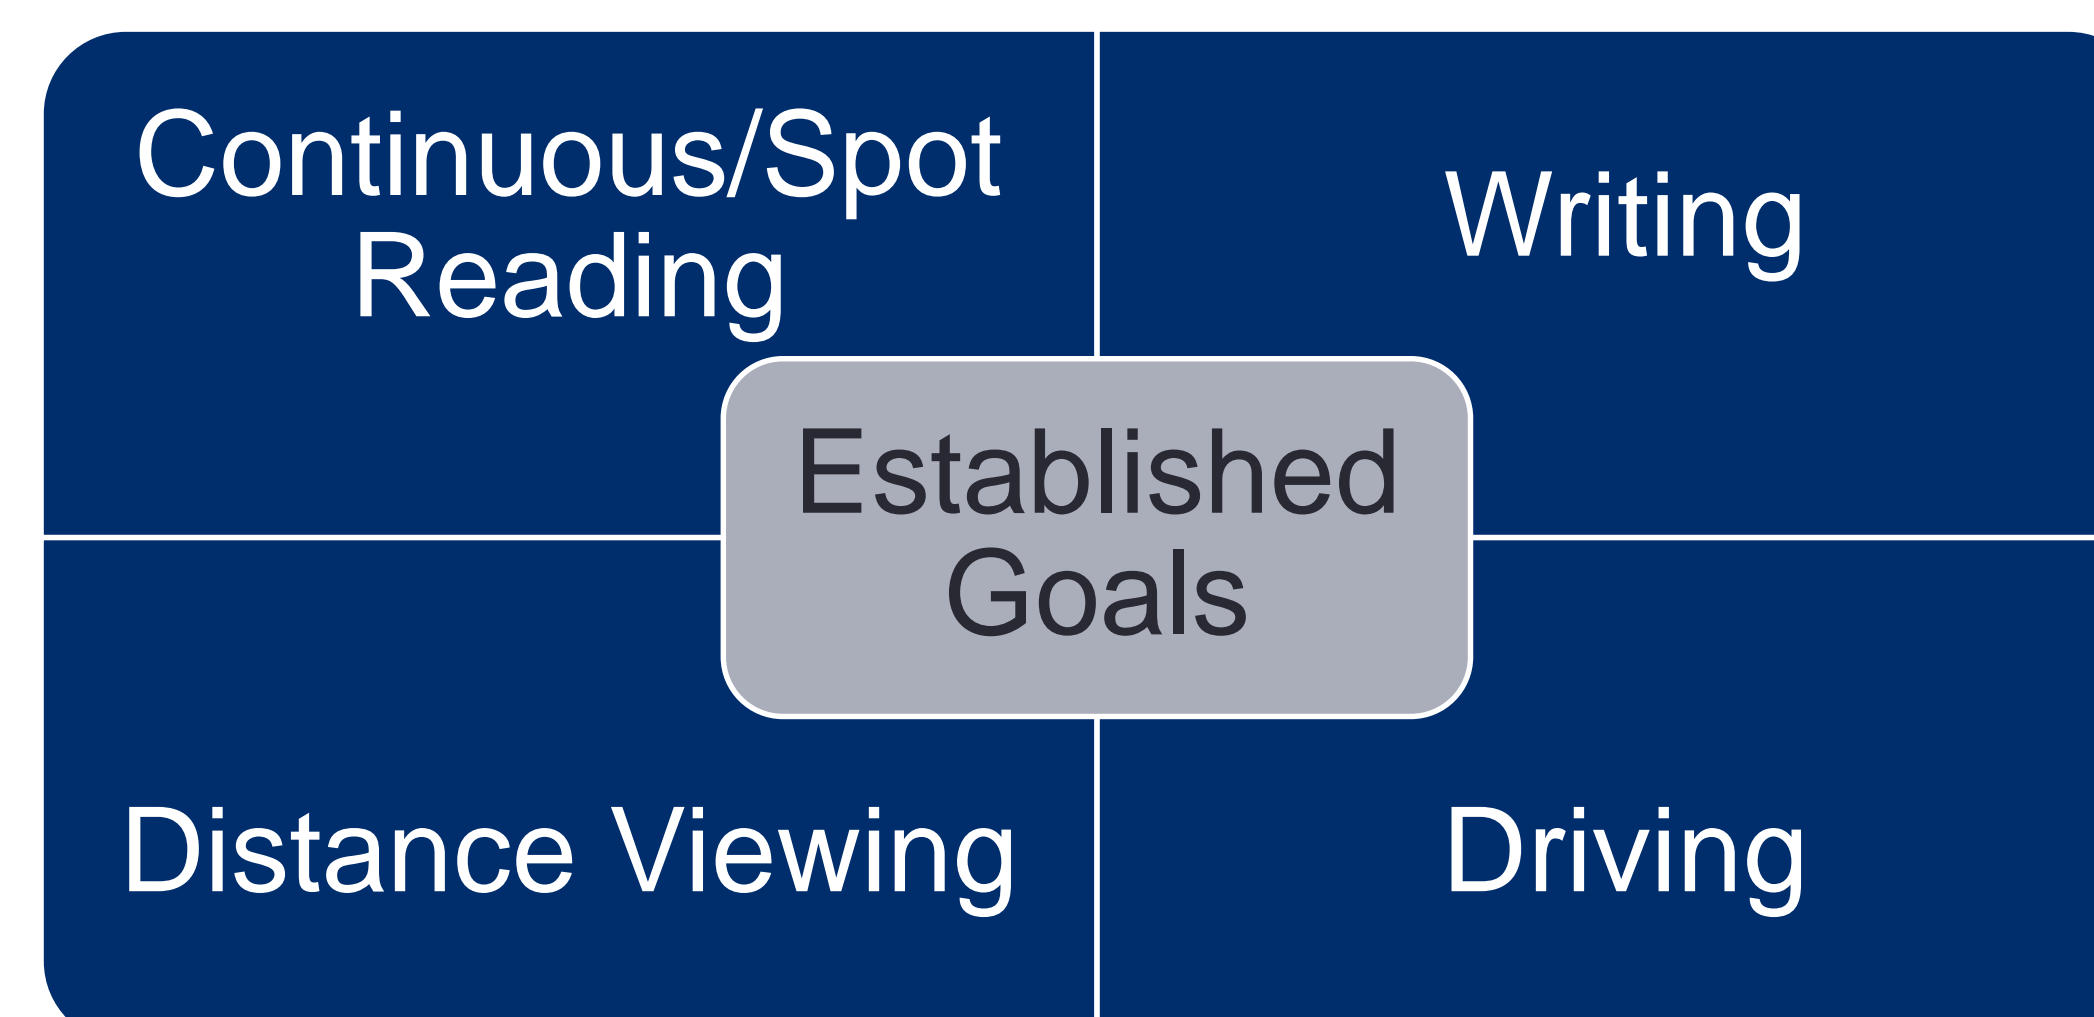 Continuous/Spot
Reading
Writing
Established
Goals
Distance Viewing
Driving